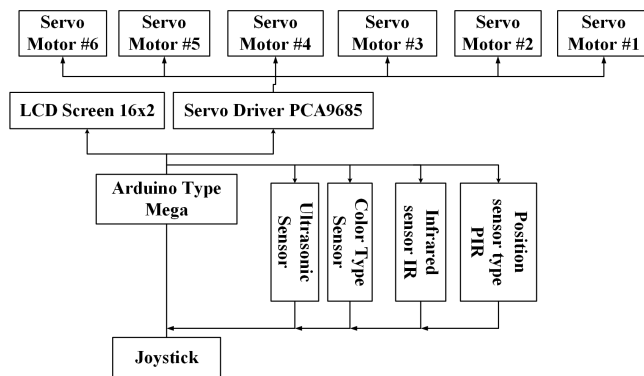 Servo
Motor #6
Servo
Motor #5
Servo
Motor #4
Servo
Motor #3
Servo
Motor #2
Servo
Motor #1
LCD Screen 16x2
Servo Driver PCA9685
Arduino Type
Mega
Ultrasonic
Sensor
Color Type
Sensor
Infrared
sensor IR
Position
sensor type
PIR
Joystick